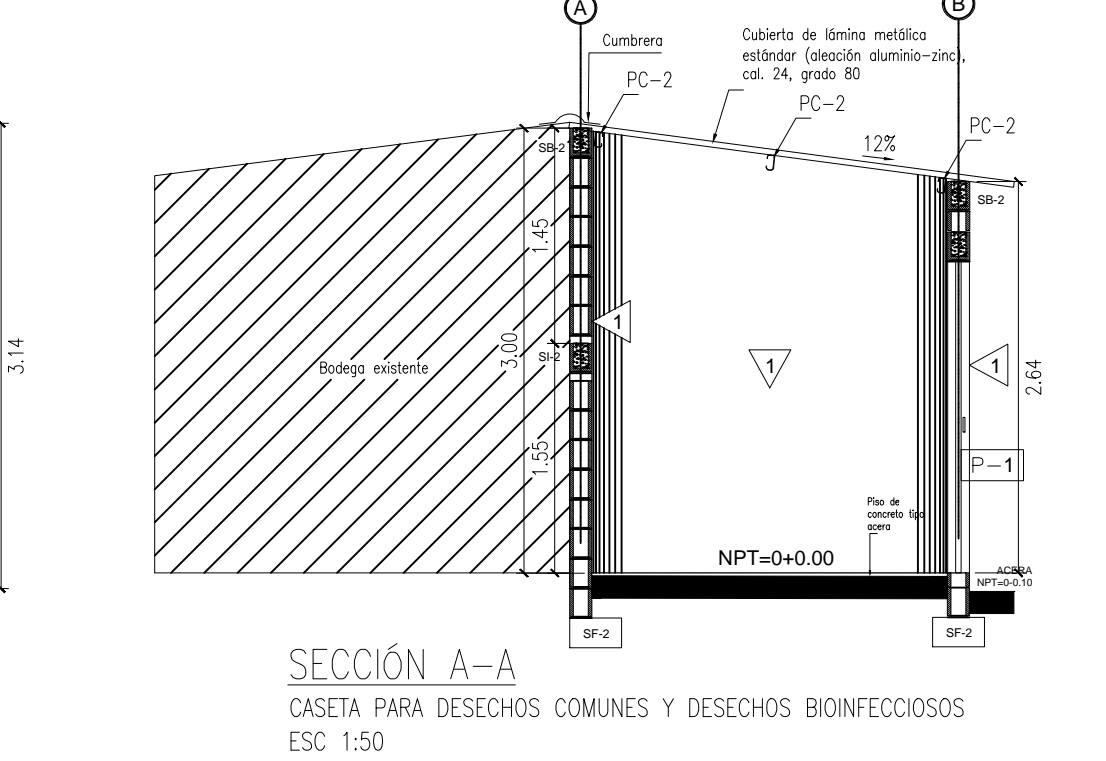 A
B
Cumbrera
Cubierta de lámina metálica
estándar (aleación aluminio-zinc),
cal. 24, grado 80
PC-2
PC-2
PC-2
12%
SB-2
SB-2
1.45
3.00
3.14
1
SI-2
Bodega existente
1
1
2.64
1.55
P-1
Piso de
concreto tipo
acera
NPT=0+0.00
ACERA
NPT=0-0.10
SF-2
SF-2
SECCIÓN A-A
CASETA PARA DESECHOS COMUNES Y DESECHOS BIOINFECCIOSOS
ESC 1:50